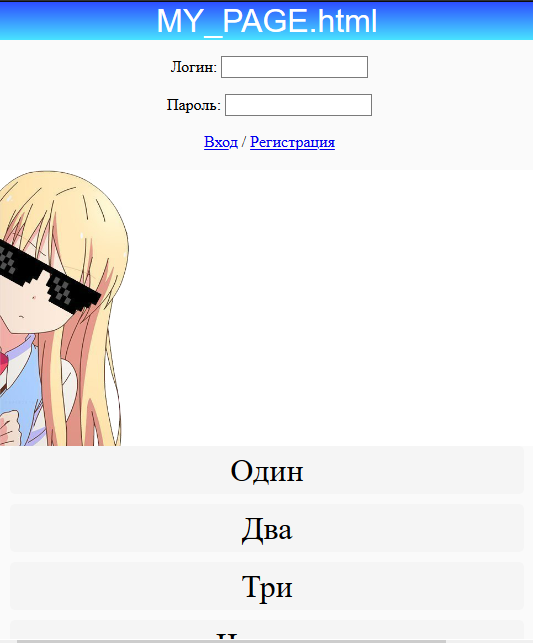 MY_PAGE.html
Логин:
Пароль:
Вход / Регистрация
Один
Два
Три